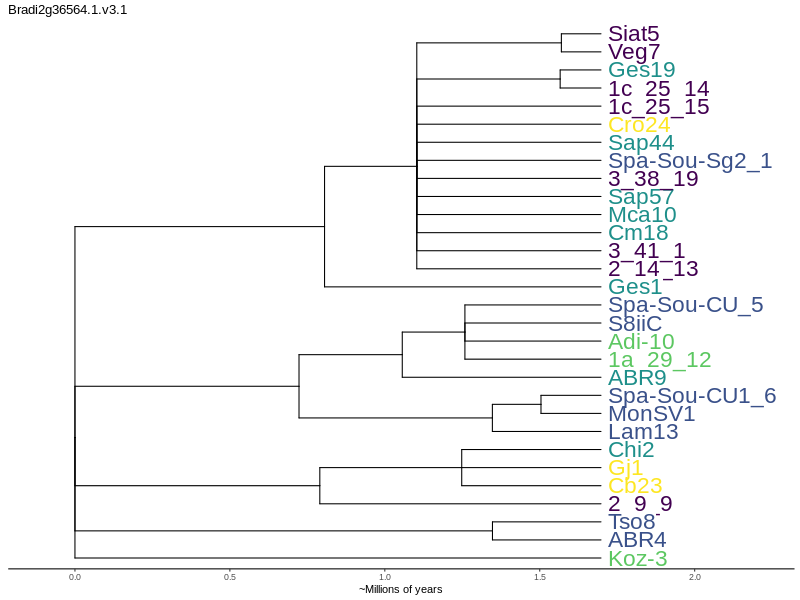 Bradi2g36564.1.v3.1
Siat5
Veg7
Ges19
1c_25_14
1c_25_15
Cro24
Sap44
Spa-Sou-Sg2_1
3_38_19
Sap57
Mca10
Cm18
3_41_1
2_14_13
Ges1
Spa-Sou-CU_5
S8iiC
Adi-10
1a_29_12
ABR9
Spa-Sou-CU1_6
MonSV1
Lam13
Chi2
Gj1
Cb23
2_9_9
Tso8
ABR4
Koz-3
0.0 0.5 1.0 1.5 2.0
~Millions of years